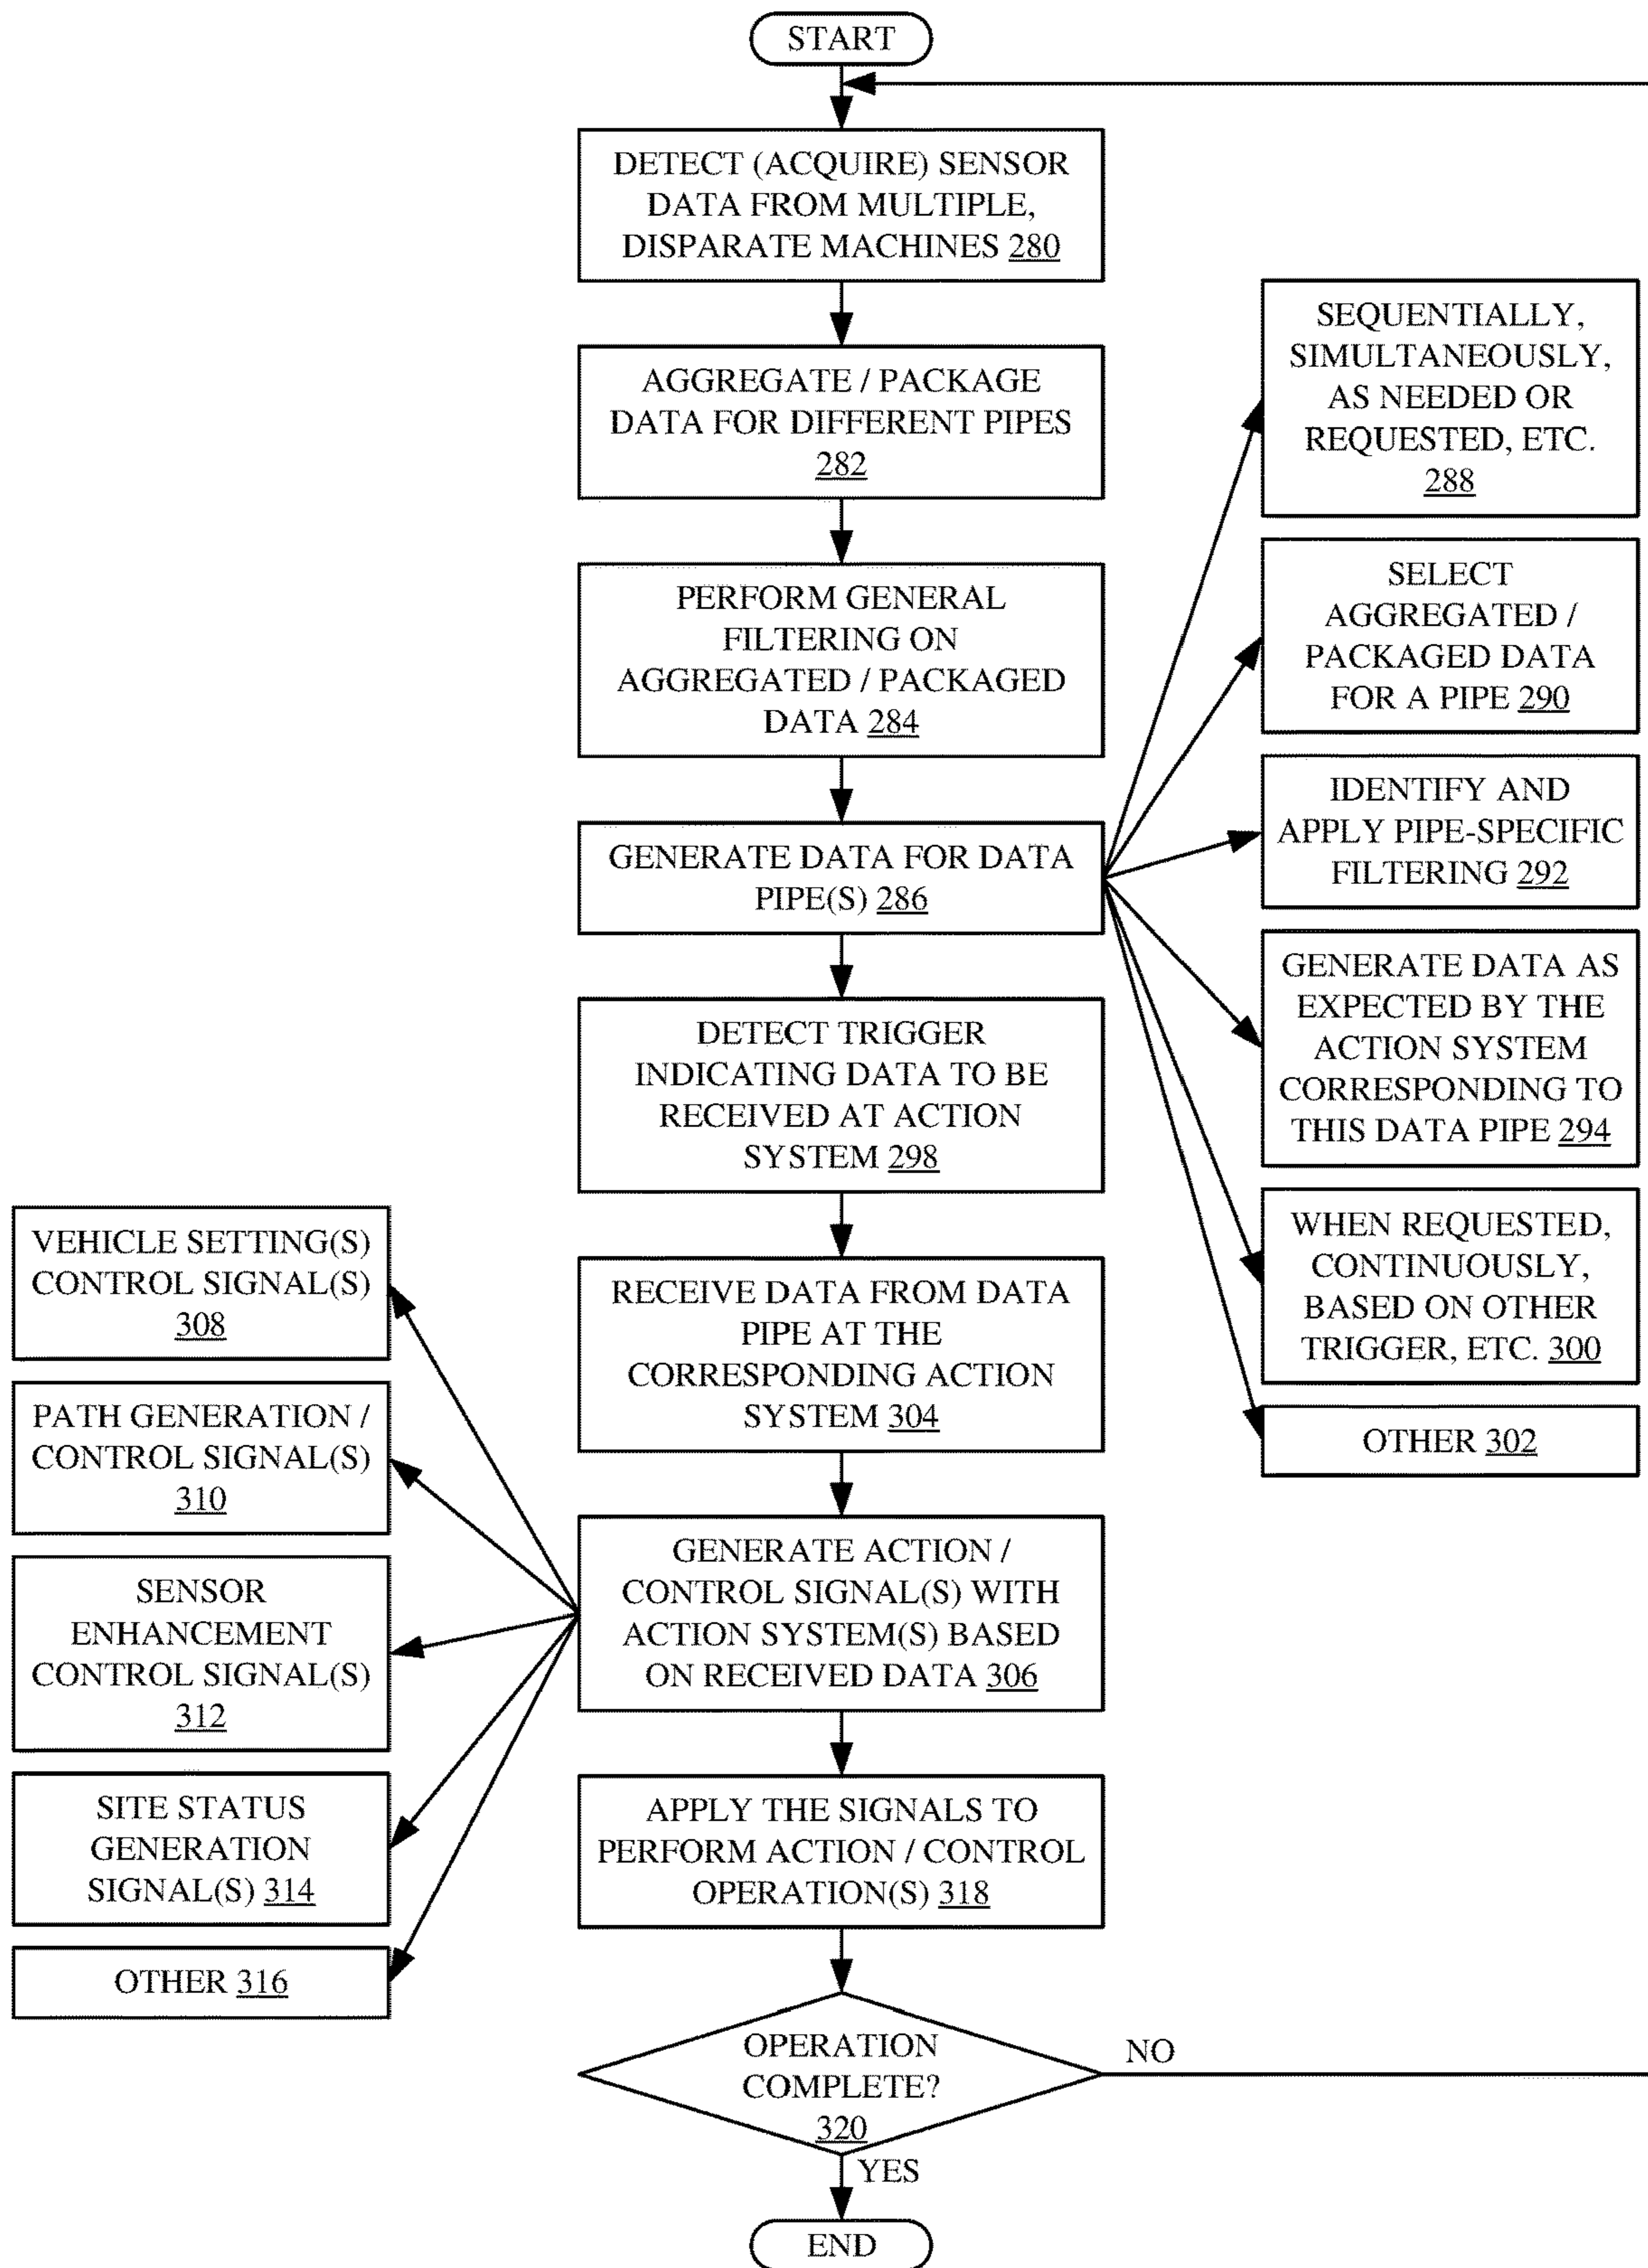 START
DETECT (ACQUIRE) SENSOR
DATA FROM MULTIPLE,
DISPARATE MACHINES 280
AGGREGATE / PACKAGE
DATA FOR DIFFERENT PIPES
282
PERFORM GENERAL
FILTERING ON
AGGREGATED / PACKAGED
DATA 284
GENERATE DATA FOR DATA
PIPE(S) 286
SEQUENTIALLY,
SIMULTANEOUSLY,
AS NEEDED OR
REQUESTED, ETC.
288
SELECT
AGGREGATED /
PACKAGED DATA
FOR A PIPE 290
IDENTIFY AND
APPLY PIPE-SPECIFIC
FILTERING 292
GENERATE DATA AS
EXPECTED BY THE
ACTION SYSTEM
CORRESPONDING TO
THIS DATA PIPE 294
WHEN REQUESTED,
CONTINUOUSLY,
BASED ON OTHER
TRIGGER, ETC. 300
OTHER 302
DETECT TRIGGER
INDICATING DATA TO BE
RECEIVED AT ACTION
SYSTEM 298
RECEIVE DATA FROM DATA
PIPE AT THE
CORRESPONDING ACTION
SYSTEM 304
GENERATE ACTION /
CONTROL SIGNAL(S) WITH
ACTION SYSTEM(S) BASED
ON RECEIVED DATA 306
VEHICLE SETTING(S)
CONTROL SIGNAL(S)
308
PATH GENERATION /
CONTROL SIGNAL(S)
310
SENSOR
ENHANCEMENT
CONTROL SIGNAL(S)
312
SITE STATUS
GENERATION
SIGNAL(S) 314
OTHER 316
APPLY THE SIGNALS TO
PERFORM ACTION / CONTROL
OPERATION(S) 318
OPERATION
COMPLETE?
320
NO
YES
END